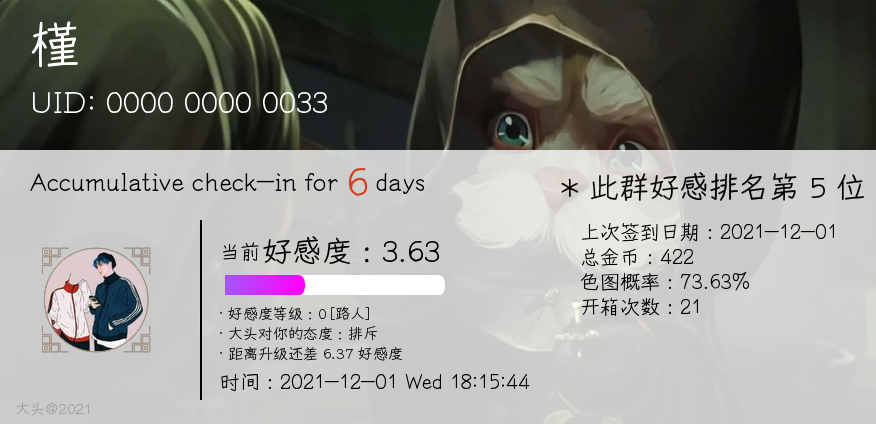 槿
UID: 0000 0000 0033
Accumulative check-in for 6 days
* 此群好感排名第 5 位
上次签到日期：2021-12-01
总金币：422
色图概率：73.63%
开箱次数：21
当前好感度：3.63
· 好感度等级：0 [路人]
· 大头对你的态度：排斥
· 距离升级还差 6.37 好感度
时间：2021-12-01 Wed 18:15:44
大头@2021